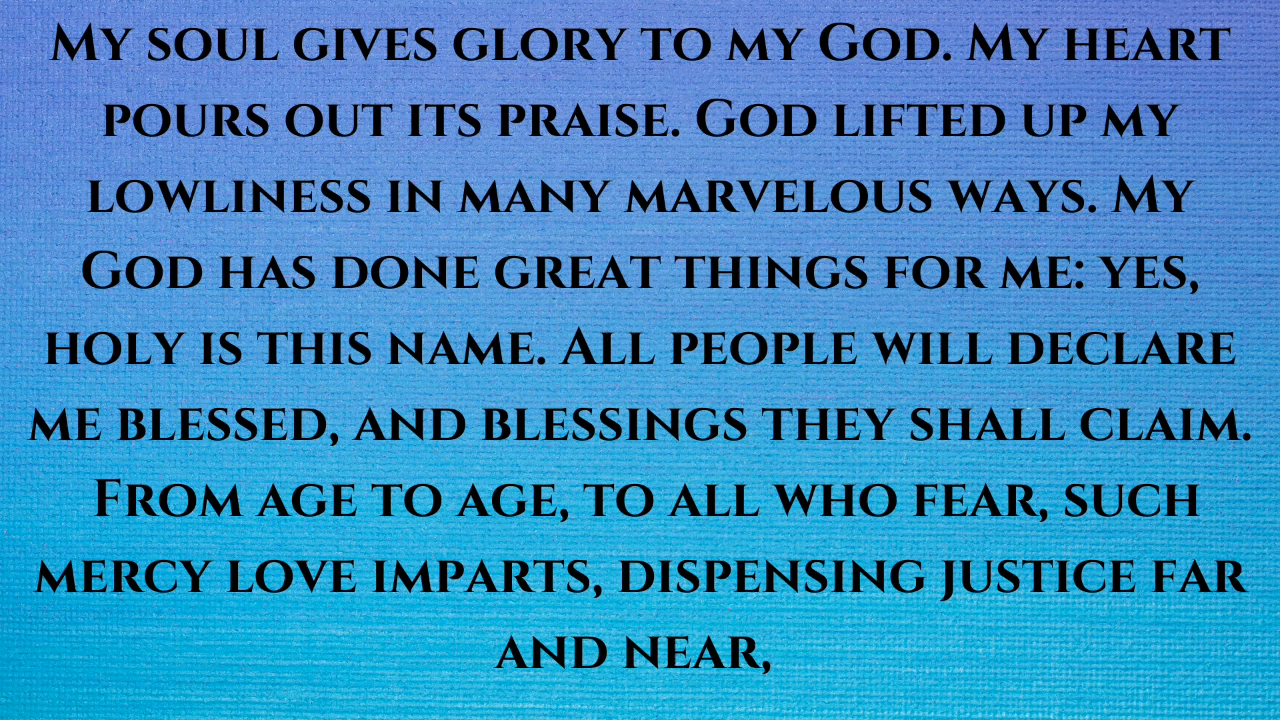 My soul gives glory to my God. My heart
pours out its praise. God lifted up my
lowliness in many marvelous ways. My
God has done great things for me: yes,
holy is this name. All people will declare
me blessed, and blessings they shall claim.
From age to age, to all who fear, such
mercy love imparts, dispensing justice far
and near,